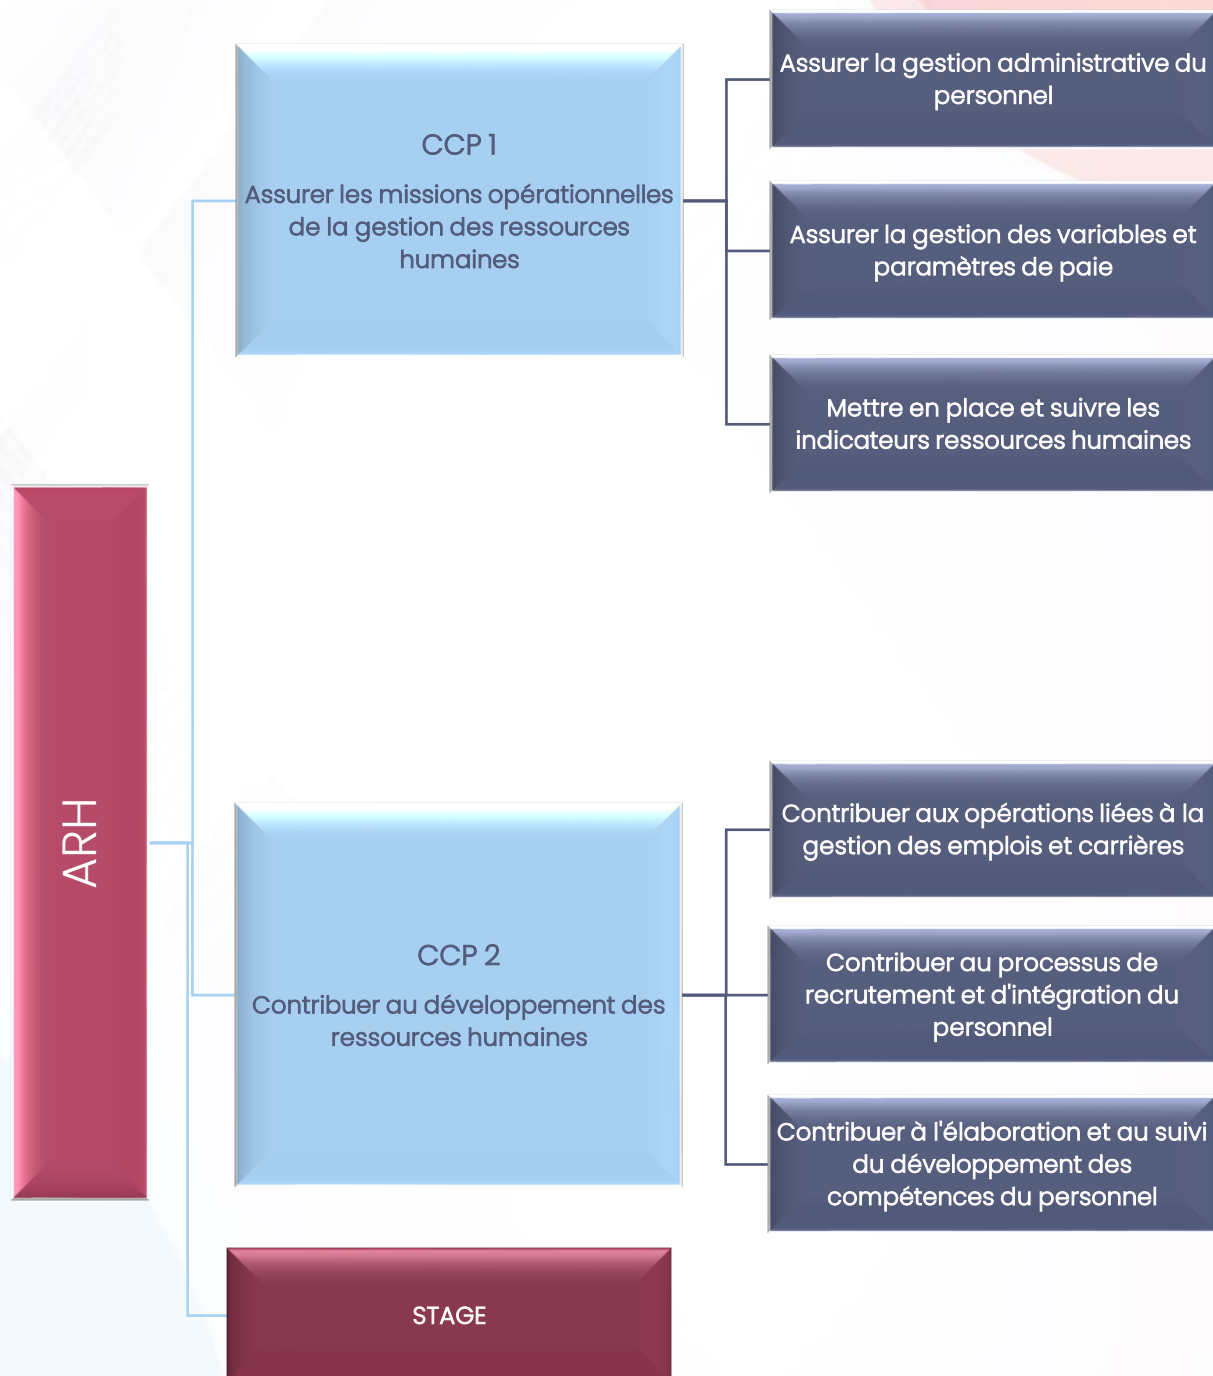 ARH
CCP 1
Assurer les missions opérationnelles
de la gestion des ressources
humaines
Assurer la gestion administrative du
personnel
Assurer la gestion des variables et
paramètres de paie
Mettre en place et suivre les
indicateurs ressources humaines
CCP 2
Contribuer au développement des
ressources humaines
Contribuer aux opérations liées à la
gestion des emplois et carrières
Contribuer au processus de
recrutement et d'intégration du
personnel
Contribuer à l'élaboration et au suivi
du développement des
compétences du personnel
STAGE